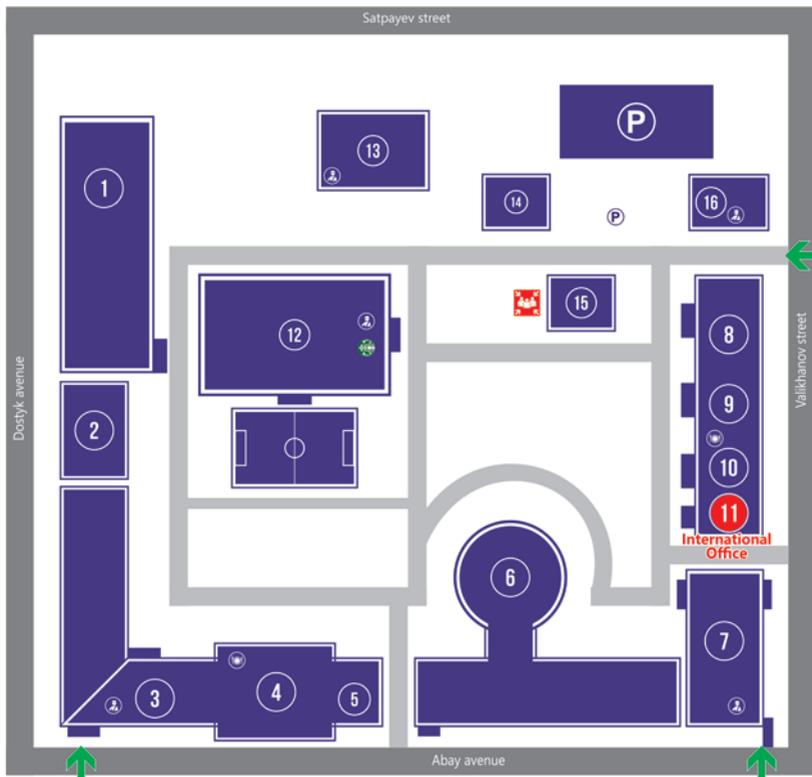 Satpayev street
P
13
1
14
16
P
15
12
8
Dostyk avenue
Valikhanov street
9
2
10
11
International
Office
6
7
4
3
5
Abay avenue